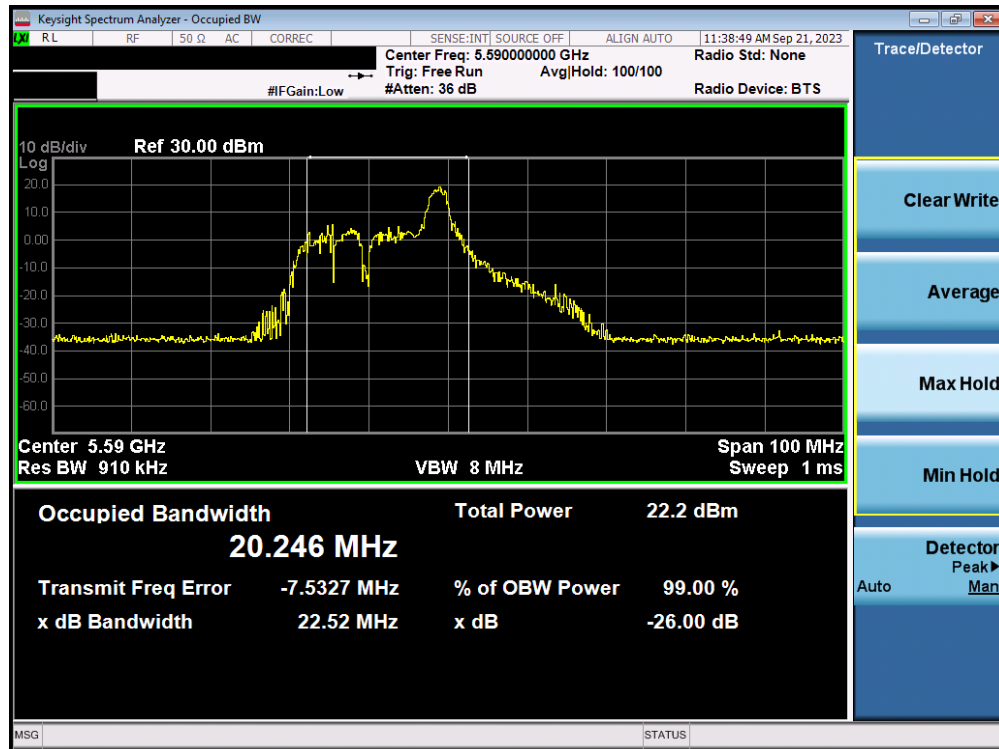 Keysight Spectrum Analyzer - Occupied BW
LXI RL RF 50 Ω AC CORREC SENSE:INT SOURCE OFF ALIGN AUTO 11:38:49 AM Sep 21, 2023
Center Freq: 5.590000000 GHz Radio Std: None
Trig: Free Run Avg|Hold: 100/100
#IFGain:Low #Atten: 36 dB Radio Device: BTS
10 dB/div Ref 30.00 dBm
Log
20.0
10.0
0.00
-10.0
-20.0
-30.0
-40.0
-50.0
-60.0
Center 5.59 GHz Span 100 MHz
Res BW 910 kHz VBW 8 MHz Sweep 1 ms
Occupied Bandwidth Total Power 22.2 dBm
20.246 MHz
Transmit Freq Error -7.5327 MHz % of OBW Power 99.00 %
x dB Bandwidth 22.52 MHz x dB -26.00 dB
MSG STATUS
Trace/Detector
Clear Write
Average
Max Hold
Min Hold
Detector
Peak▶
Auto Man